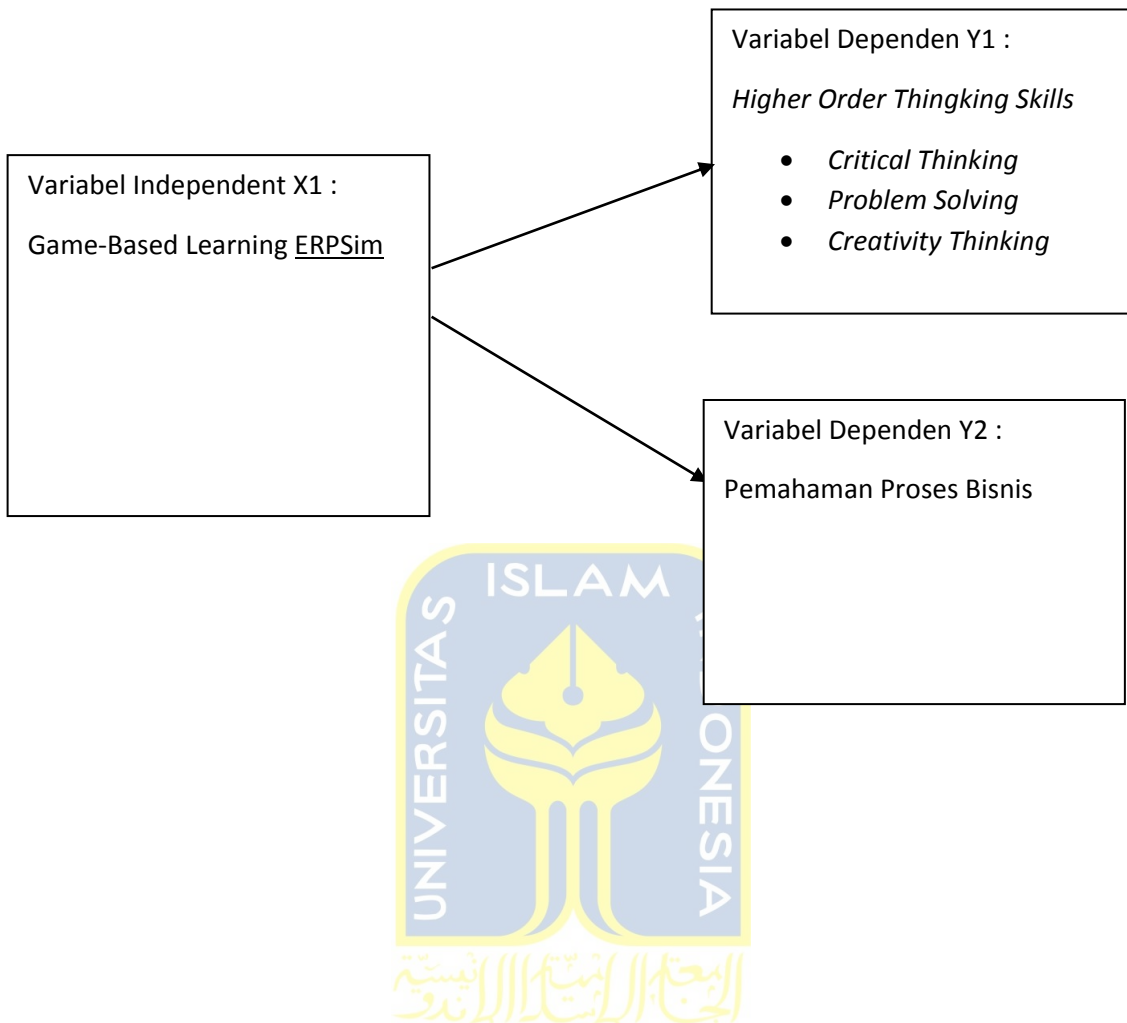 Variabel Independent X1 :
Game-Based Learning ERPSim
Variabel Dependen Y1 :
Higher Order Thingking Skills
• Critical Thinking
• Problem Solving
• Creativity Thinking
Variabel Dependen Y2 :
Pemahaman Proses Bisnis
UNIVERSITAS
ISLAM
ONESIA